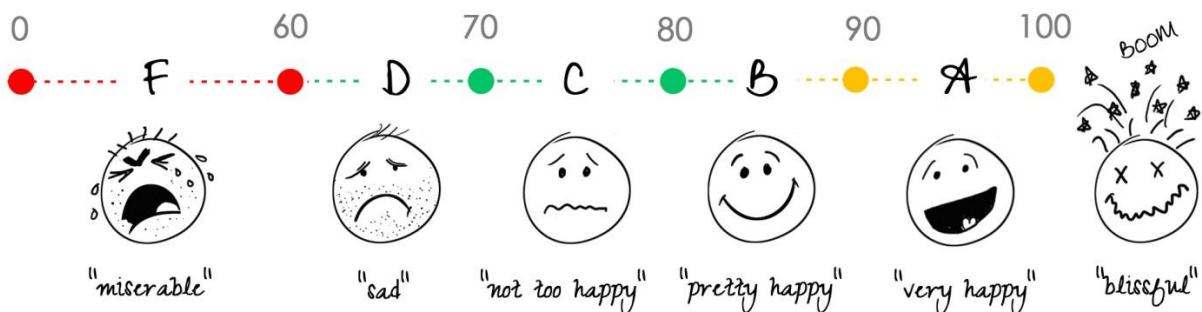 0 60 70 80 90 100
BOOM
F D C B A
"miserable" "sad" "not too happy" "pretty happy" "very happy" "blissful"